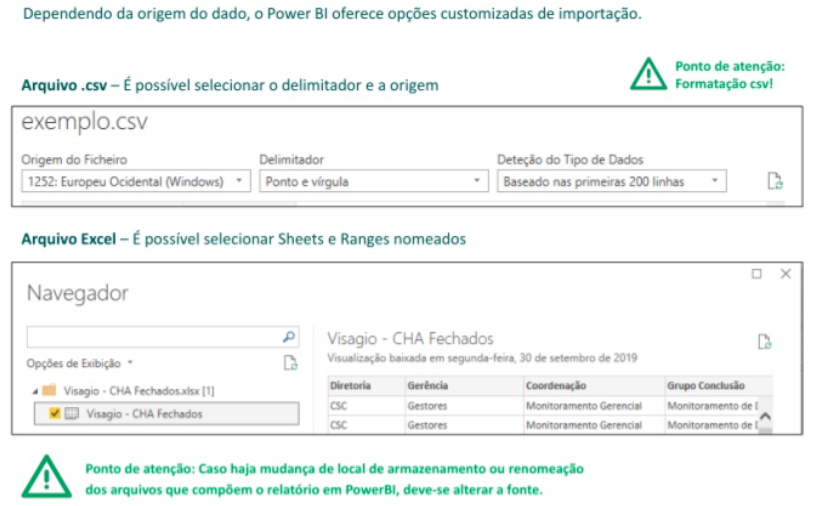 Dependendo da origem do dado, o Power BI oferece opções customizadas de importação.
Ponto de atenção:
Formatação csv!
Arquivo .csv – É possível selecionar o delimitador e a origem
exemplo.csv
Origem do Ficheiro Delimitador Deteção do Tipo de Dados
1252: Europeu Ocidental (Windows) Ponto e vírgula Baseado nas primeiras 200 linhas
Arquivo Excel – É possível selecionar Sheets e Ranges nomeados
Navegador
Opções de Exibição
Visagio - CHA Fechados.xlsx [1]
Visagio - CHA Fechados
Visagio - CHA Fechados
Visualização baixada em segunda-feira, 30 de setembro de 2019
Diretoria Gerência Coordenação Grupo Conclusão
CSC Gestores Monitoramento Gerencial Monitoramento de
CSC Gestores Monitoramento Gerencial Monitoramento de
Ponto de atenção: Caso haja mudança de local de armazenamento ou renomeação
dos arquivos que compõem o relatório em PowerBI, deve-se alterar a fonte.